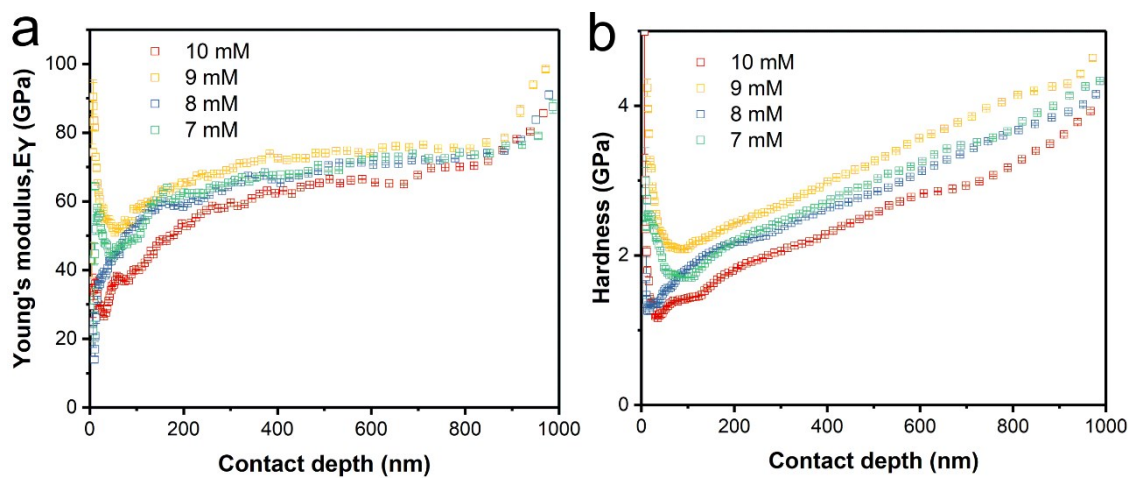 a
10 mM
9 mM
8 mM
7 mM
Young's modulus,EY (GPa)
100
80
60
40
20
0
0
200
400
600
800
1000
Contact depth (nm)
b
10 mM
9 mM
8 mM
7 mM
Hardness (GPa)
4
2
0
0
200
400
600
800
1000
Contact depth (nm)